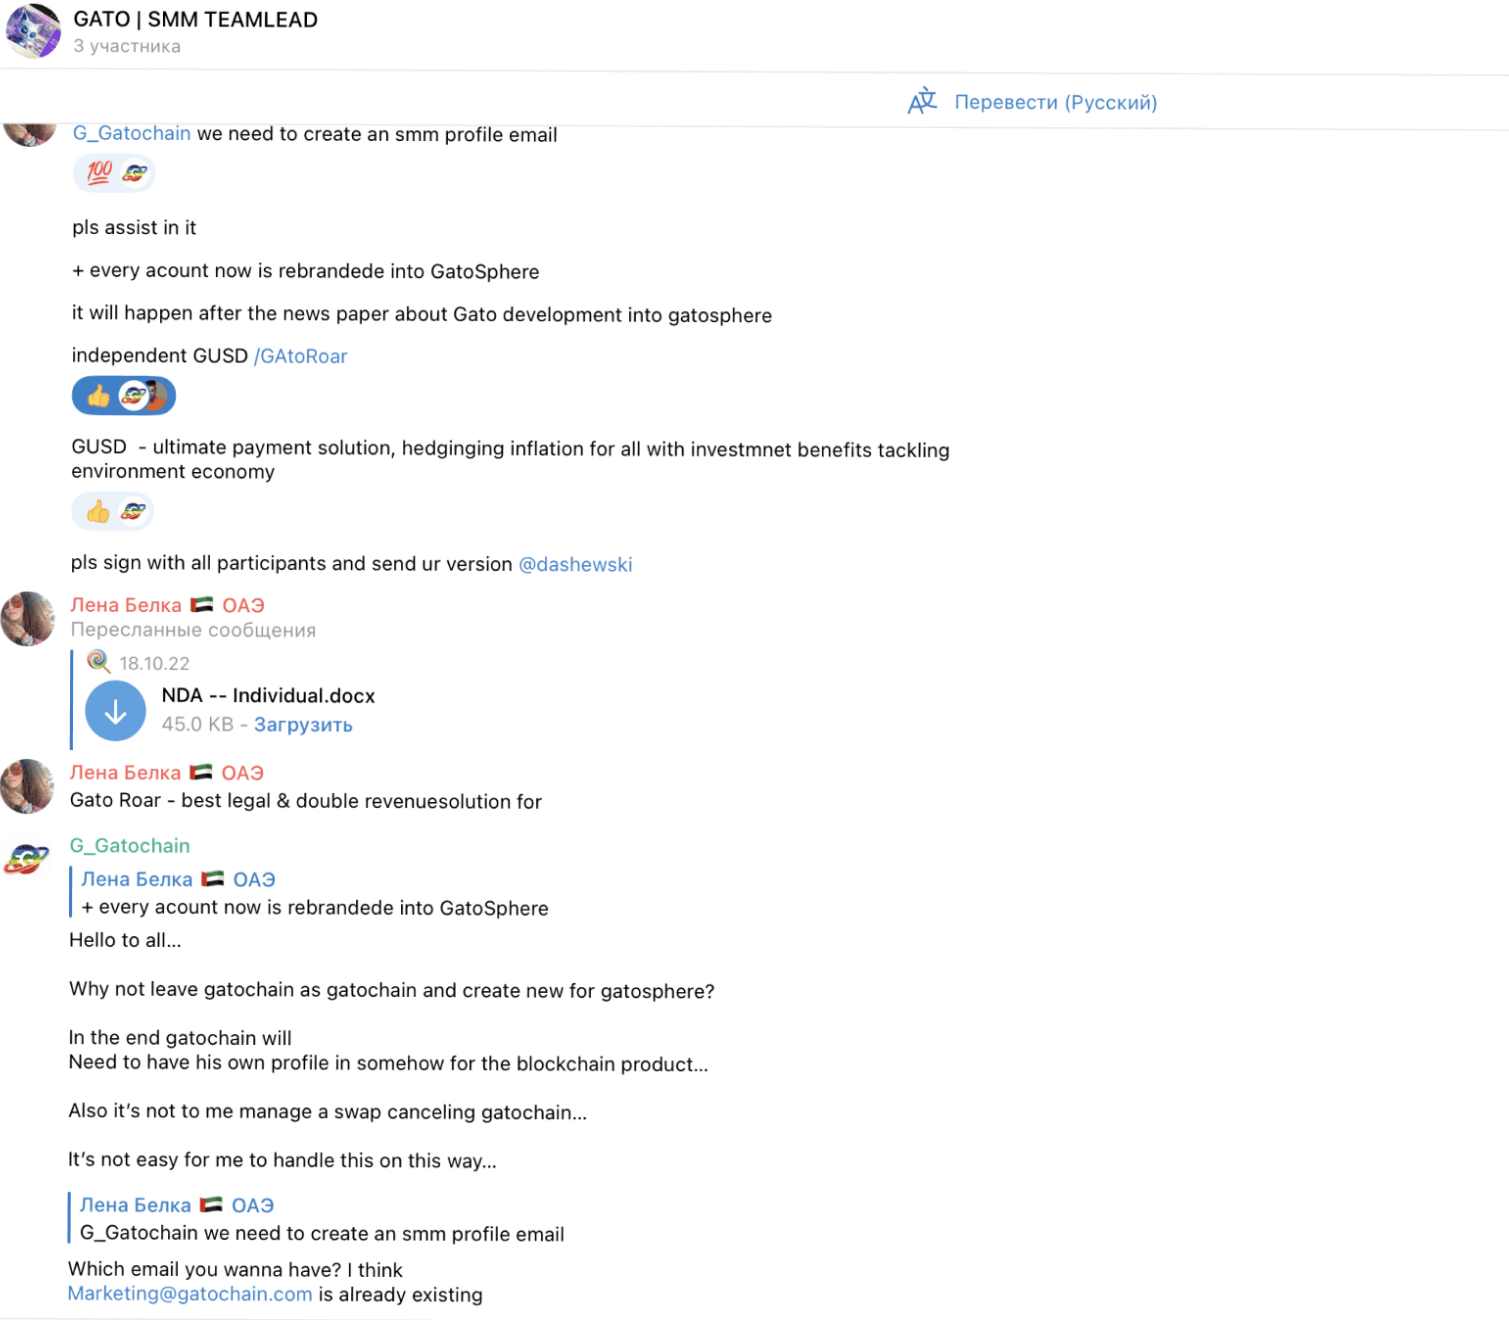 GATO | SMM TEAMLEAD
3 участника
Перевести (Русский)
G_Gatochain we need to create an smm profile email
💯
pls assist in it
+ every acount now is rebrandede into GatoSphere
it will happen after the news paper about Gato development into gatosphere
independent GUSD /GAtoRoar
👍
GUSD - ultimate payment solution, hedginging inflation for all with investmnet benefits tackling
environment economy
👍
pls sign with all participants and send ur version @dashewski
Лена Белка 🇦🇪 ОАЭ
Пересланные сообщения
🍭 18.10.22
NDA -- Individual.docx
45.0 KB - Загрузить
Лена Белка 🇦🇪 ОАЭ
Gato Roar - best legal & double revenuesolution for
G_Gatochain
Лена Белка 🇦🇪 ОАЭ
+ every acount now is rebrandede into GatoSphere
Hello to all...
Why not leave gatochain as gatochain and create new for gatosphere?
In the end gatochain will
Need to have his own profile in somehow for the blockchain product...
Also it's not to me manage a swap canceling gatochain...
It's not easy for me to handle this on this way...
Лена Белка 🇦🇪 ОАЭ
G_Gatochain we need to create an smm profile email
Which email you wanna have? I think
Marketing@gatochain.com is already existing